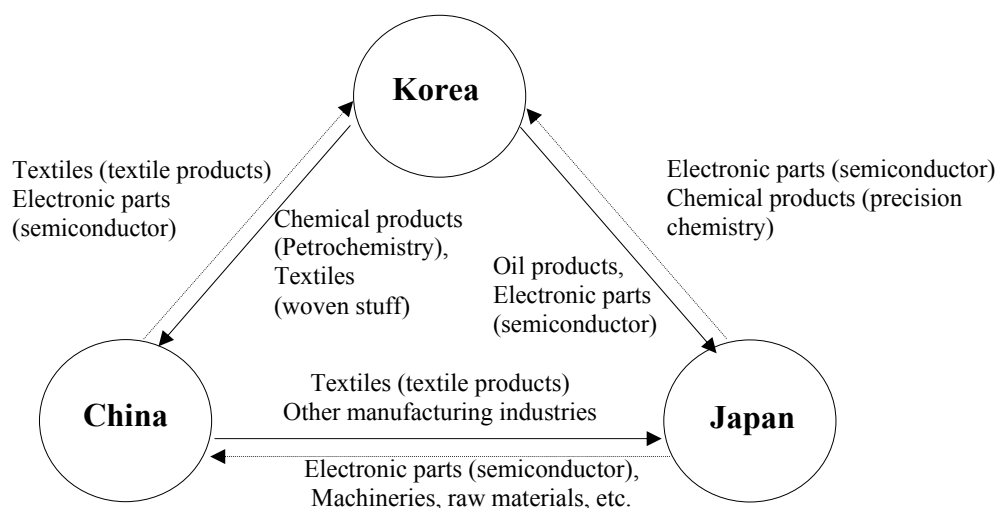 Korea
Textiles (textile products)
Electronic parts
(semiconductor)
Electronic parts (semiconductor)
Chemical products (precision
chemistry)
Chemical products
(Petrochemistry),
Textiles
(woven stuff)
Oil products,
Electronic parts
(semiconductor)
China
Textiles (textile products)
Other manufacturing industries
Japan
Electronic parts (semiconductor),
Machineries, raw materials, etc.